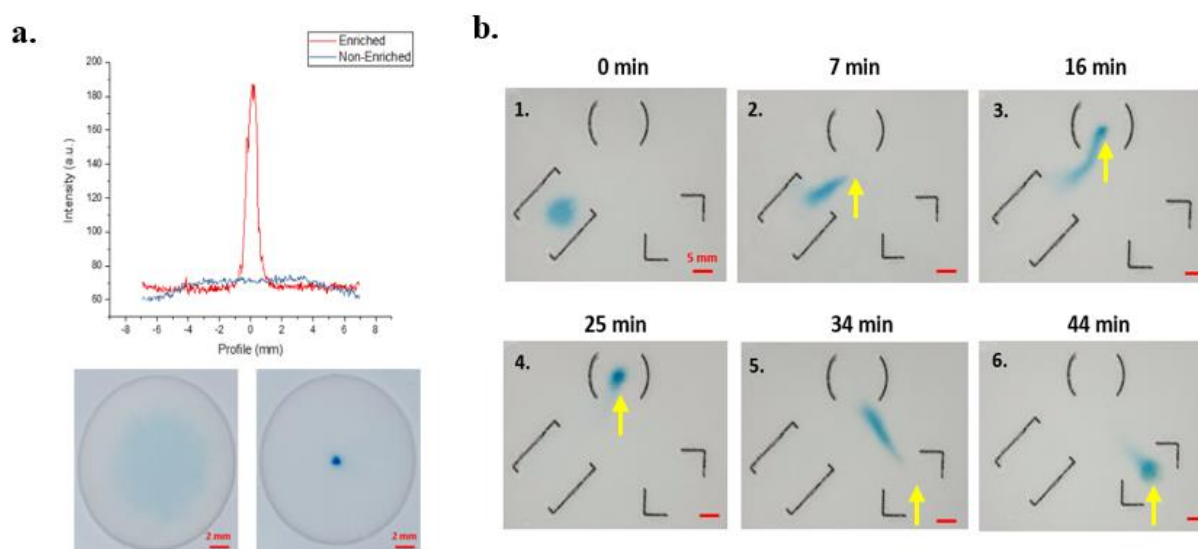 a.
Enriched
Non-Enriched
200
180
160
140
120
100
80
60
Intensity (a.u.)
-8 -6 -4 -2 0 2 4 6 8
Profile (mm)
2 mm
2 mm
b.
0 min
7 min
16 min
1.
2.
3.
5 mm
25 min
34 min
44 min
4.
5.
6.